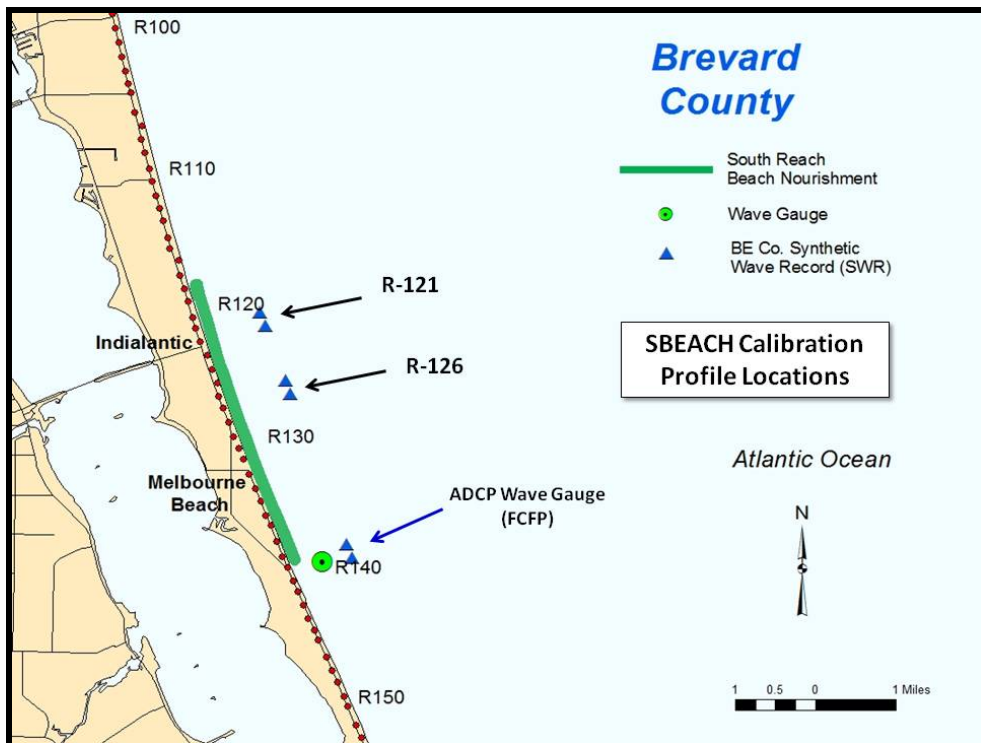 R100
Brevard
County
South Reach
Beach Nourishment
R110
Wave Gauge
BE Co. Synthetic
Wave Record (SWR)
R-121
R120
Indialantic
SBEACH Calibration
Profile Locations
R-126
R130
Atlantic Ocean
Melbourne
Beach
ADCP Wave Gauge
(FCFP)
N
R140
R150
1 0.5 0 1 Miles